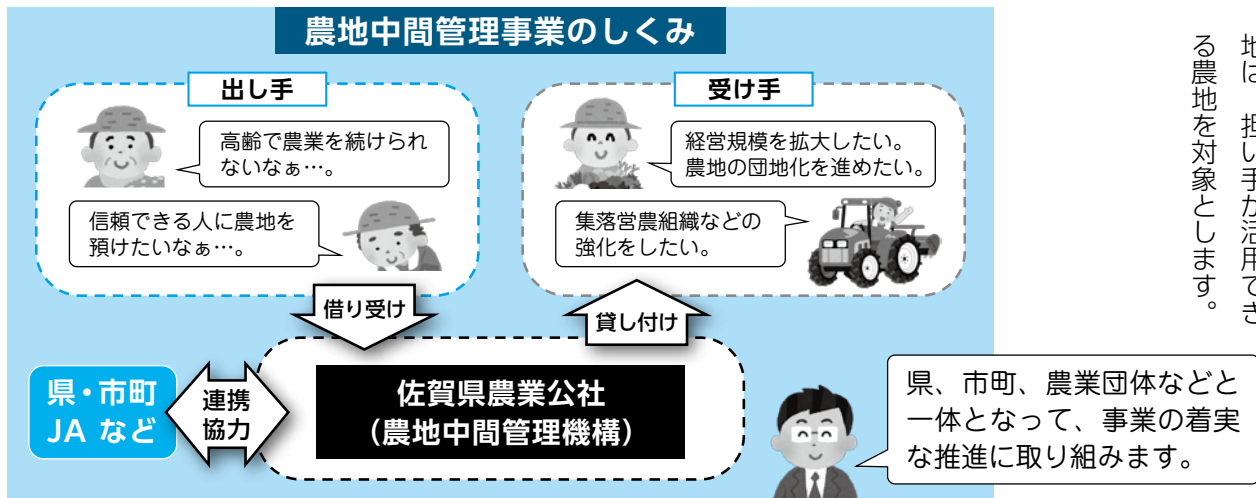 農地中間管理事業のしくみ
出し手
高齢で農業を続けられ
ないなぁ…。
信頼できる人に農地を
預けたいなぁ…。
受け手
経営規模を拡大したい。
農地の団地化を進めたい。
集落営農組織などの
強化をしたい。
借り受け
貸し付け
県・市町
JA など
連携
協力
佐賀県農業公社
（農地中間管理機構）
県、市町、農業団体などと
一体となって、事業の着実
な推進に取り組みます。
地は、担い手が活用でき
る農地を対象とします。